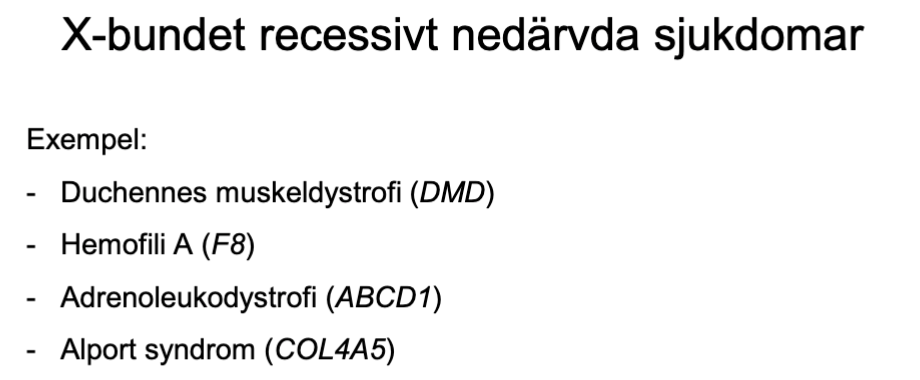 X-bundet recessivt nedärvda sjukdomar
Exempel:
- Duchennes muskeldystrofi (DMD)
- Hemofili A (F8)
- Adrenoleukodystrofi (ABCD1)
- Alport syndrom (COL4A5)